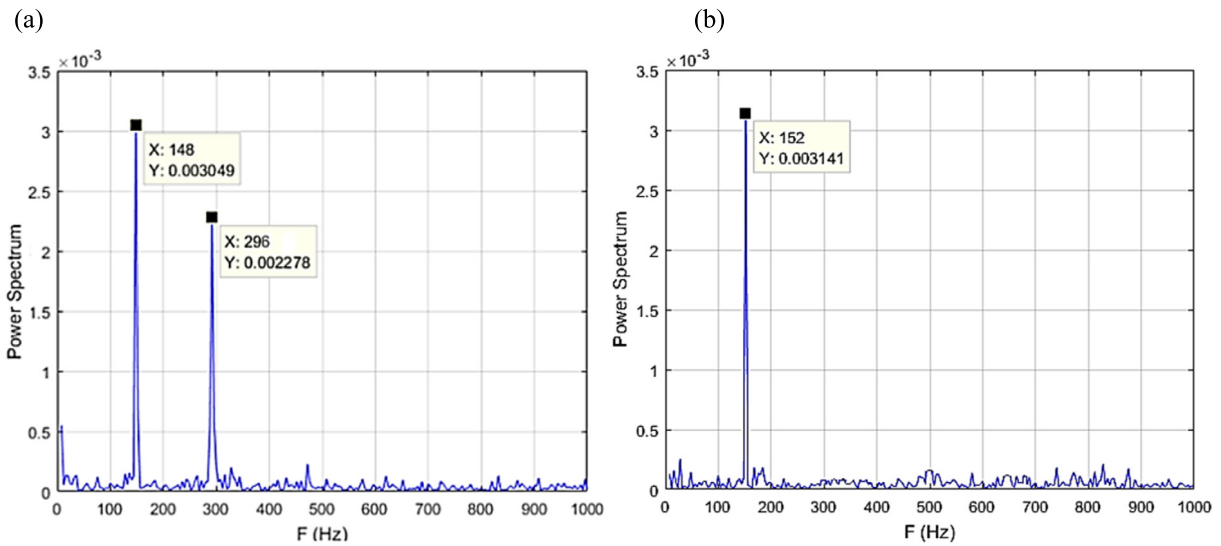 (a)
(b)
×10⁻³
3.5
3
2.5
2
1.5
1
0.5
0
Power Spectrum
X: 148
Y: 0.003049
X: 296
Y: 0.002278
0 100 200 300 400 500 600 700 800 900 1000
F (Hz)
×10⁻³
3.5
3
2.5
2
1.5
1
0.5
0
Power Spectrum
X: 152
Y: 0.003141
0 100 200 300 400 500 600 700 800 900 1000
F (Hz)